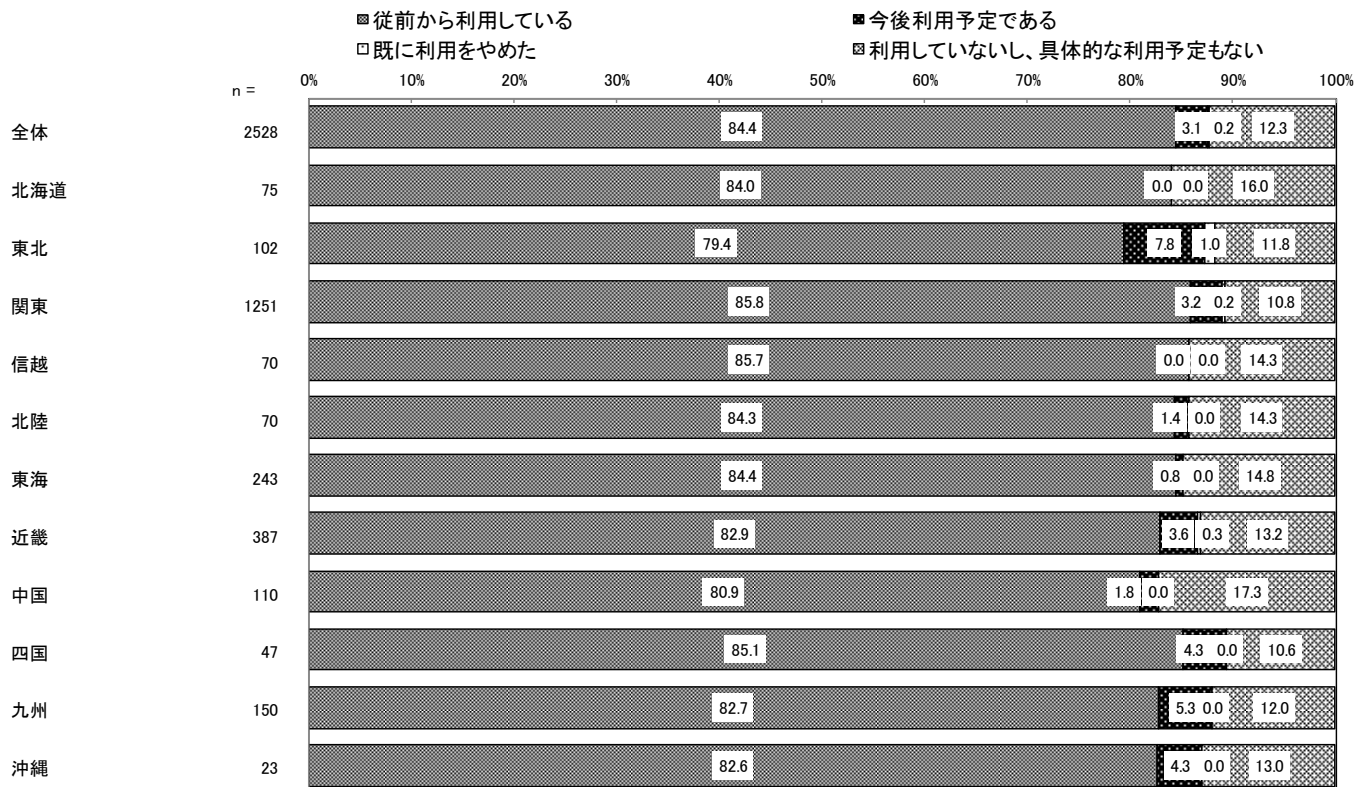 従前から利用している 今後利用予定である
既に利用をやめた 利用していないし、具体的な利用予定もない
0% 10% 20% 30% 40% 50% 60% 70% 80% 90% 100%
n =
全体 2528 84.4 3.1 0.2 12.3
北海道 75 84.0 0.0 0.0 16.0
東北 102 79.4 7.8 1.0 11.8
関東 1251 85.8 3.2 0.2 10.8
信越 70 85.7 0.0 0.0 14.3
北陸 70 84.3 1.4 0.0 14.3
東海 243 84.4 0.8 0.0 14.8
近畿 387 82.9 3.6 0.3 13.2
中国 110 80.9 1.8 0.0 17.3
四国 47 85.1 4.3 0.0 10.6
九州 150 82.7 5.3 0.0 12.0
沖縄 23 82.6 4.3 0.0 13.0